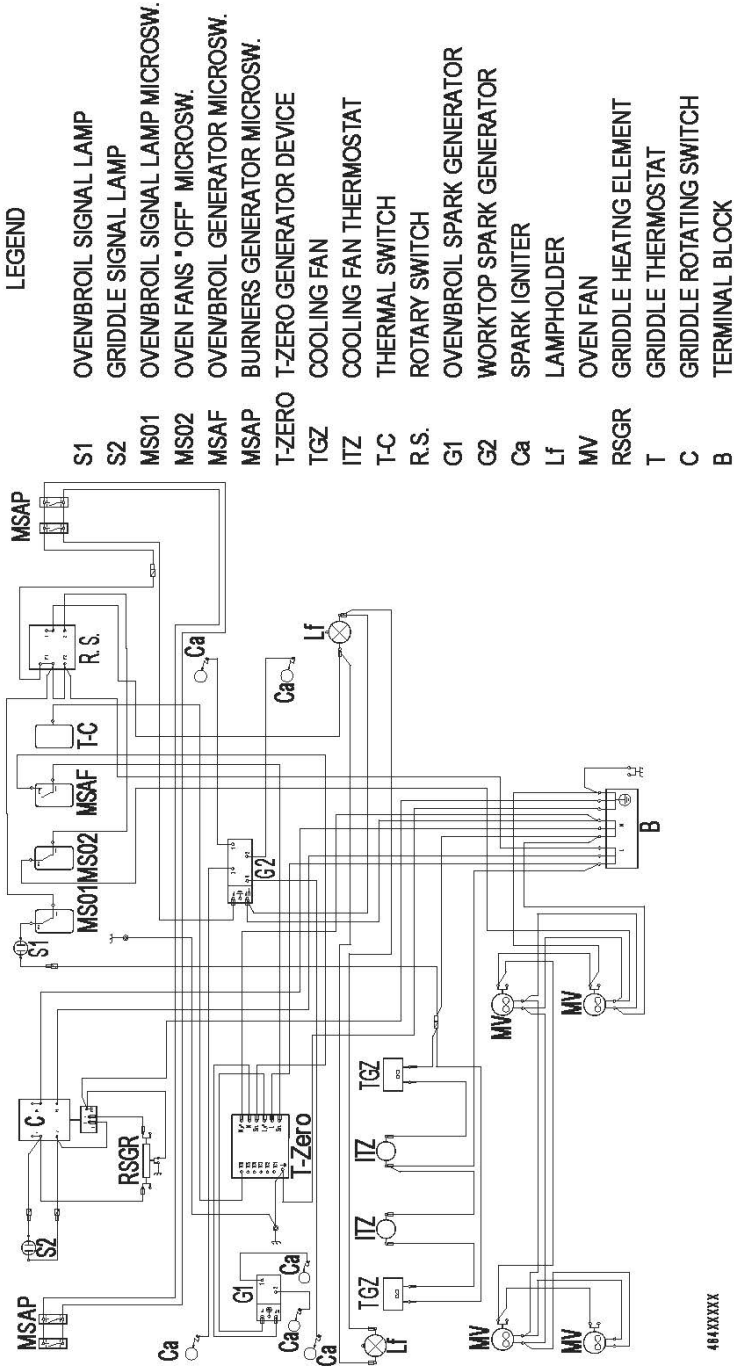 LEGEND
S1 OVEN/BROIL SIGNAL LAMP
S2 GRIDDLE SIGNAL LAMP
MS01 OVEN/BROIL SIGNAL LAMP MICROSW.
MS02 OVEN FANS "OFF" MICROSW.
MSAF OVEN/BROIL GENERATOR MICROSW.
MSAP BURNERS GENERATOR MICROSW.
T-ZERO T-ZERO GENERATOR DEVICE
TGZ COOLING FAN
ITZ COOLING FAN THERMOSTAT
T-C THERMAL SWITCH
R.S. ROTARY SWITCH
G1 OVEN/BROIL SPARK GENERATOR
G2 WORKTOP SPARK GENERATOR
Ca SPARK IGNITER
Lf LAMPHOLDER
MV OVEN FAN
RSGR GRIDDLE HEATNG ELEMENT
T GRIDDLE THERMOSTAT
C GRIDDLE ROTATING SWITCH
B TERMINAL BLOCK
MSAP
S2
C
RSGR
S1
MS01
MS02
MSAF
T-C
R. S.
MSAP
Ca
G1
Ca
Ca
Ca
T-Zero
G2
Ca
Ca
Lf
Lf
TGZ
ITZ
ITZ
TGZ
MV
MV
MV
MV
L
N
B
464XXXXX